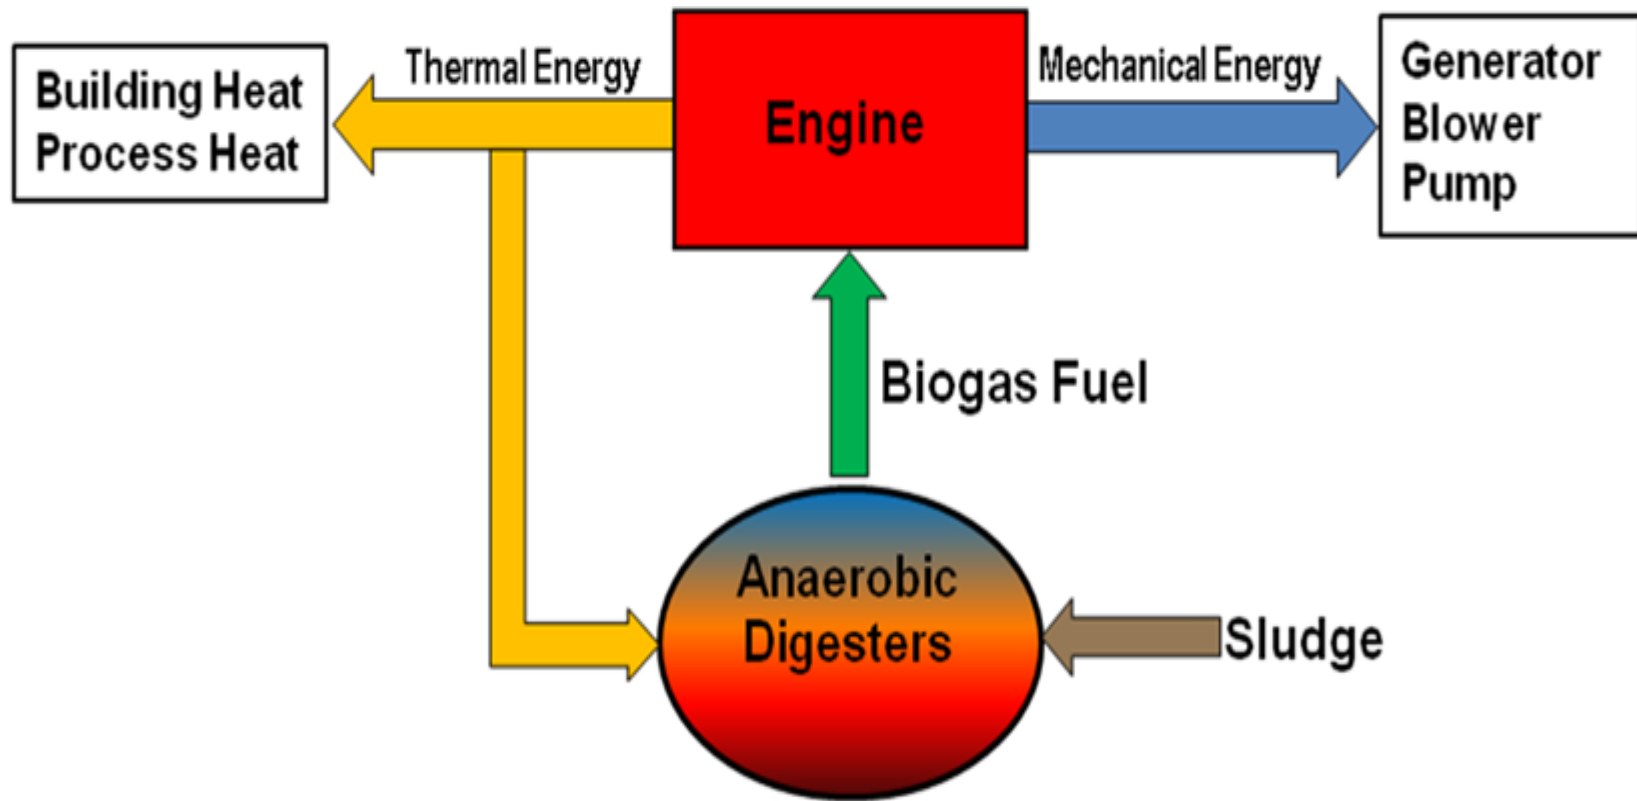 Building Heat
Process Heat
Thermal Energy
Engine
Mechanical Energy
Generator
Blower
Pump
Biogas Fuel
Anaerobic
Digesters
Sludge